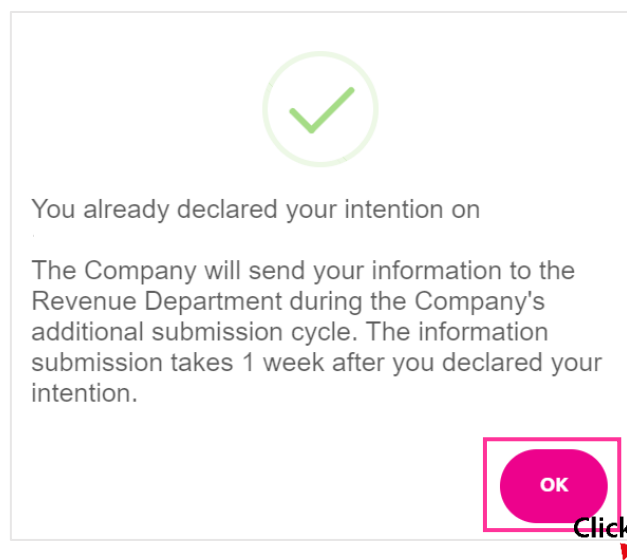 You already declared your intention on
The Company will send your information to the
Revenue Department during the Company's
additional submission cycle. The information
submission takes 1 week after you declared your
intention.
OK
Click